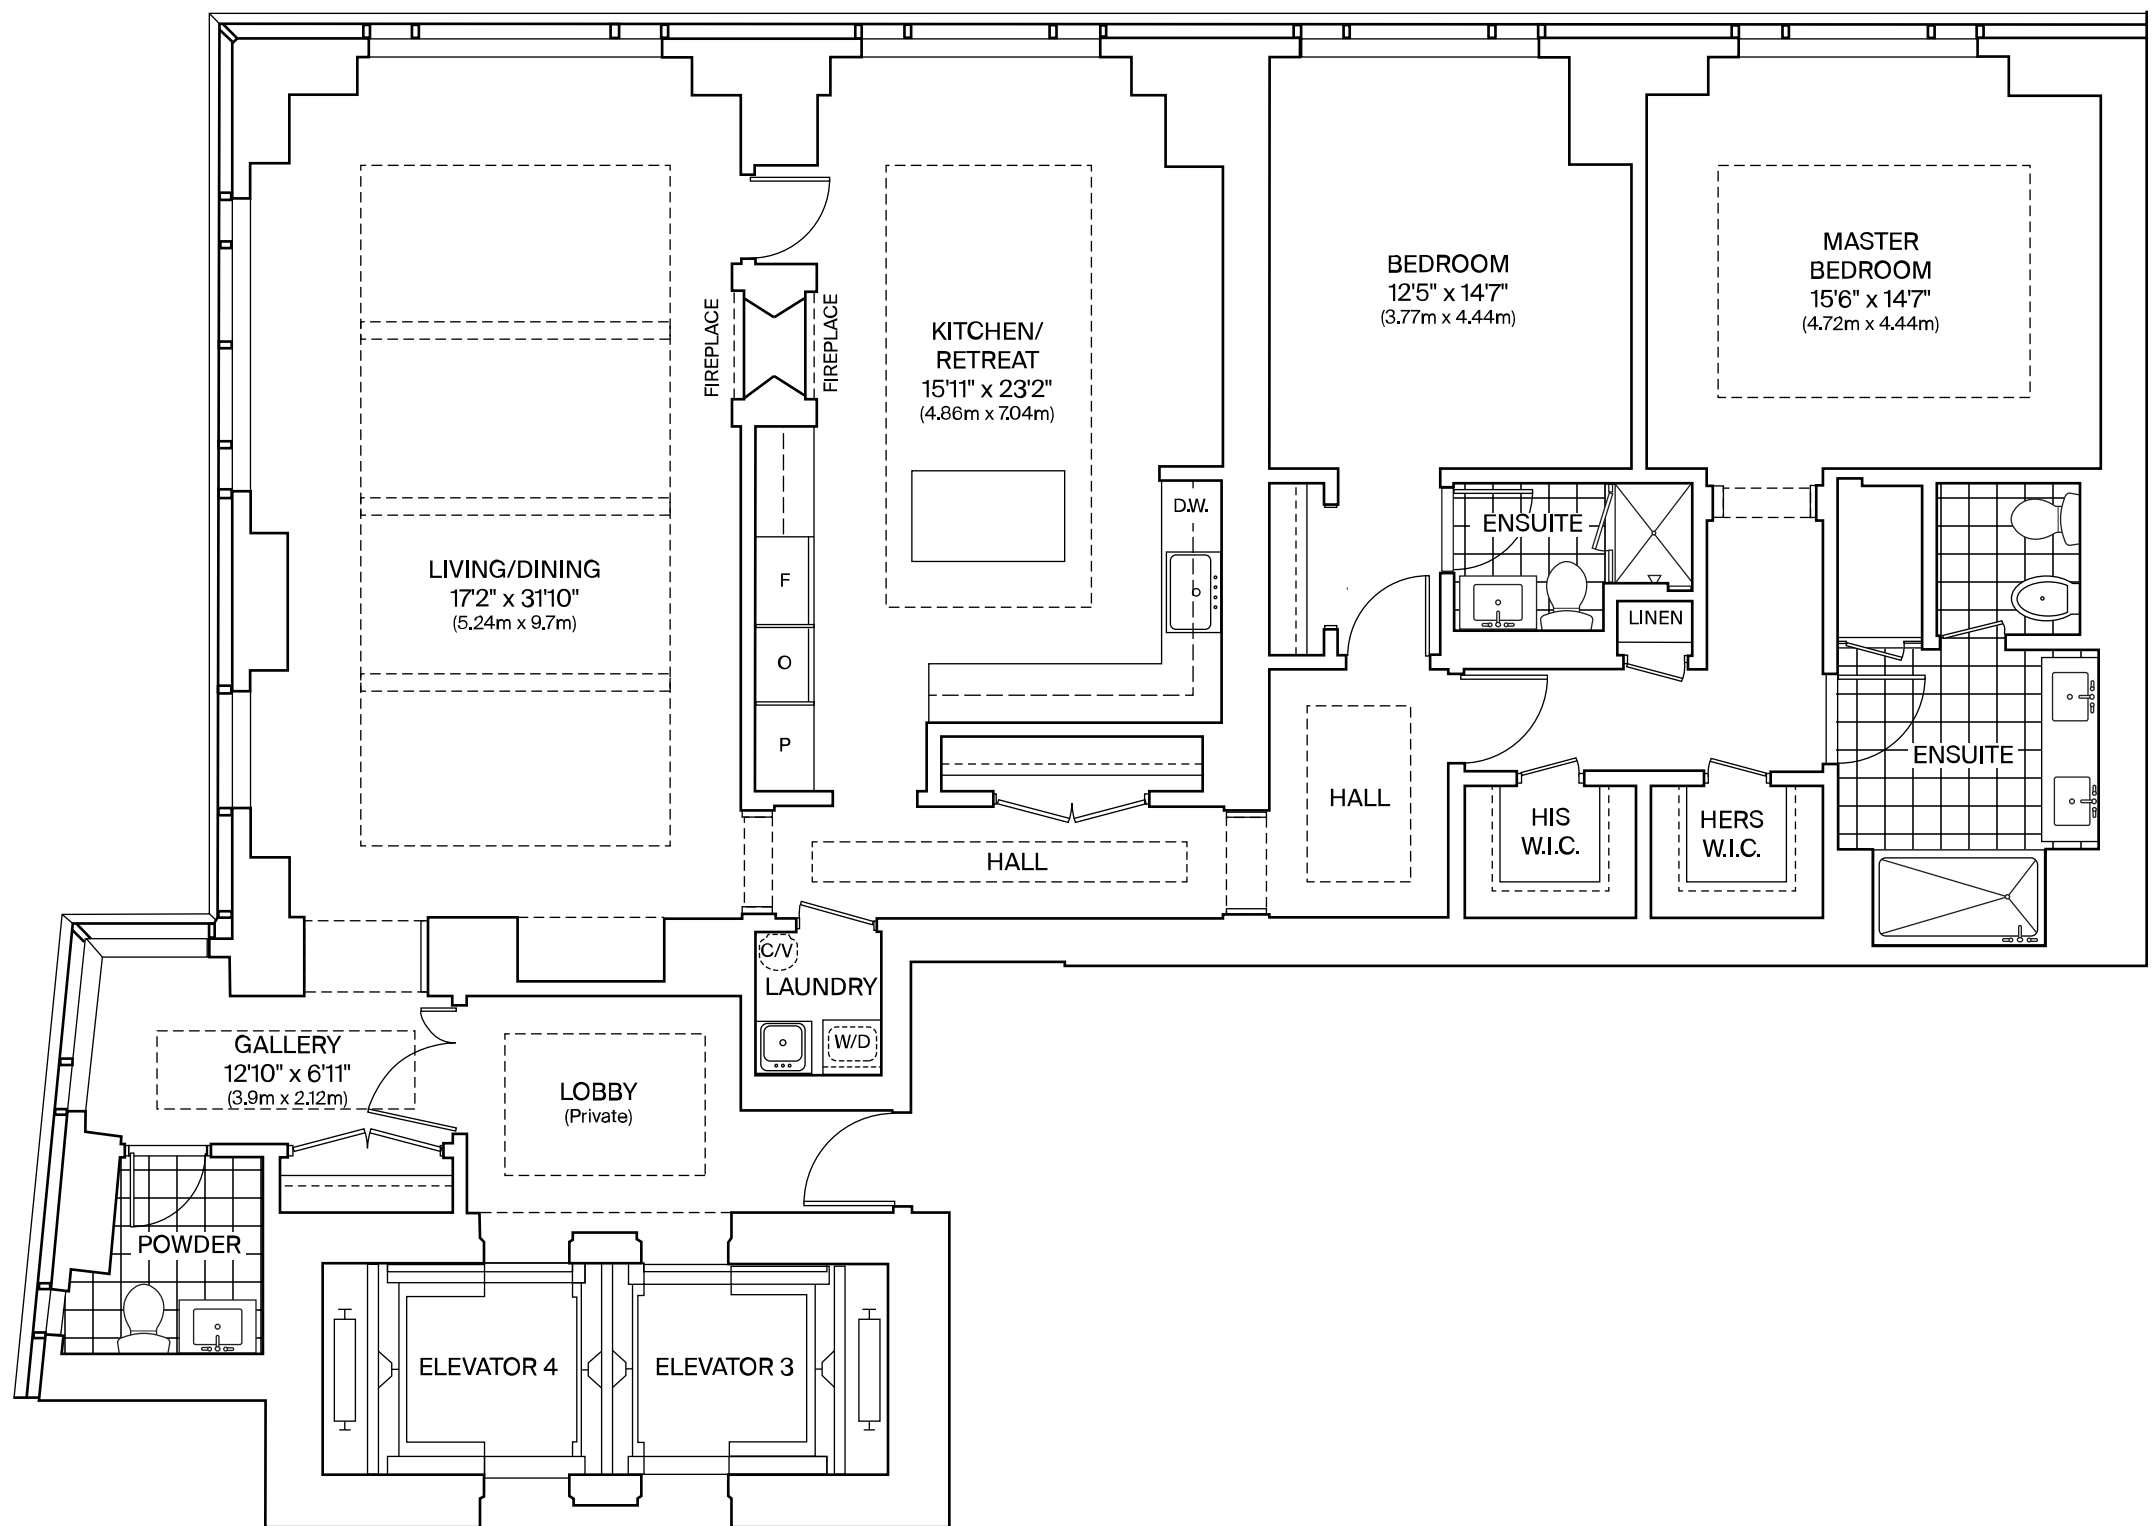 MASTER
BEDROOM
15'6" x 14'7"
(4.72m x 4.44m)
BEDROOM
12'5" x 14'7"
(3.77m x 4.44m)
FIREPLACE
FIREPLACE
KITCHEN/
RETREAT
15'11" x 23'2"
(4.86m x 7.04m)
D.W.
ENSUITE
LIVING/DINING
17'2" x 31'10"
(5.24m x 9.7m)
F
O
P
LINEN
ENSUITE
HALL
HIS
W.I.C.
HERS
W.I.C.
HALL
C/V
LAUNDRY
W/D
GALLERY
12'10" x 6'11"
(3.9m x 2.12m)
LOBBY
(Private)
POWDER
ELEVATOR 4
ELEVATOR 3